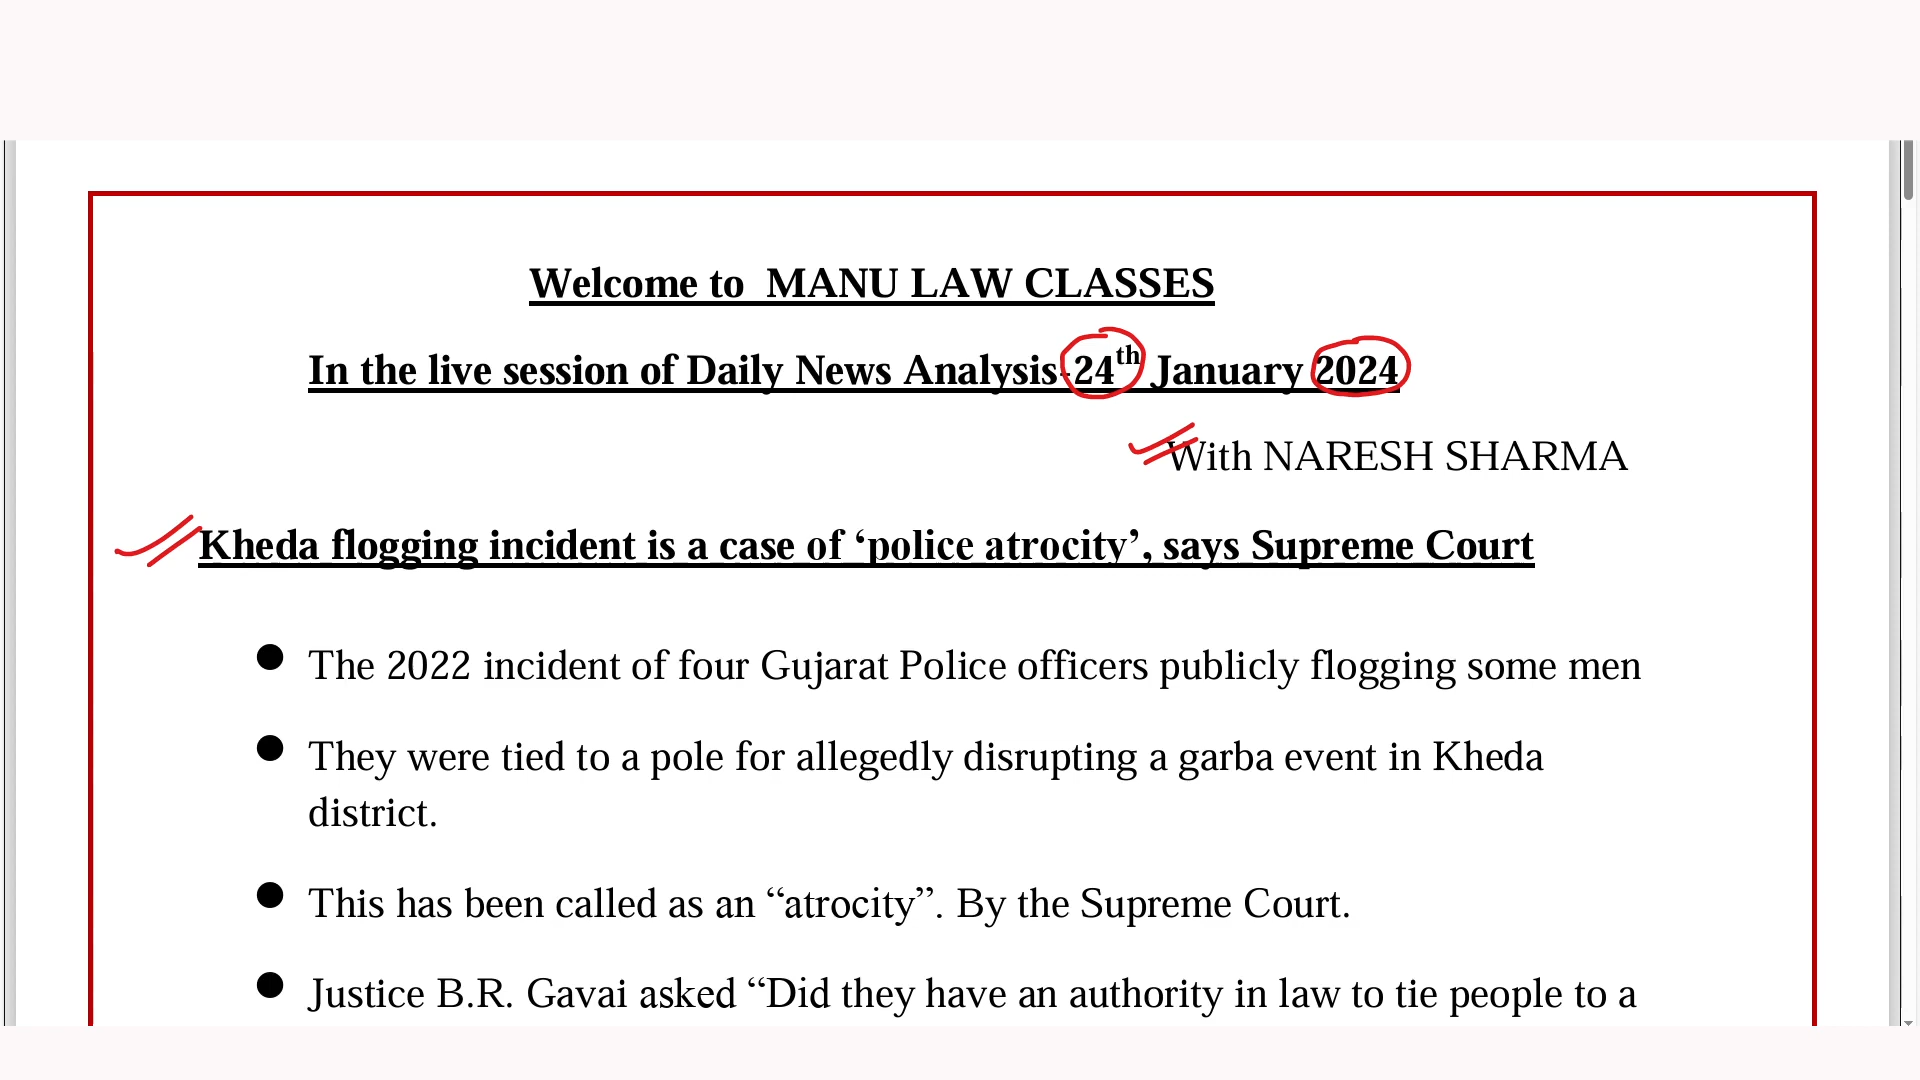 Welcome to  MANU LAW CLASSES
In the live session of Daily News Analysis-24th January 2024
With NARESH SHARMA
Kheda flogging incident is a case of ‘police atrocity’, says Supreme Court
● The 2022 incident of four Gujarat Police officers publicly flogging some men
● They were tied to a pole for allegedly disrupting a garba event in Kheda
district.
● This has been called as an “atrocity”. By the Supreme Court.
● Justice B.R. Gavai asked “Did they have an authority in law to tie people to a